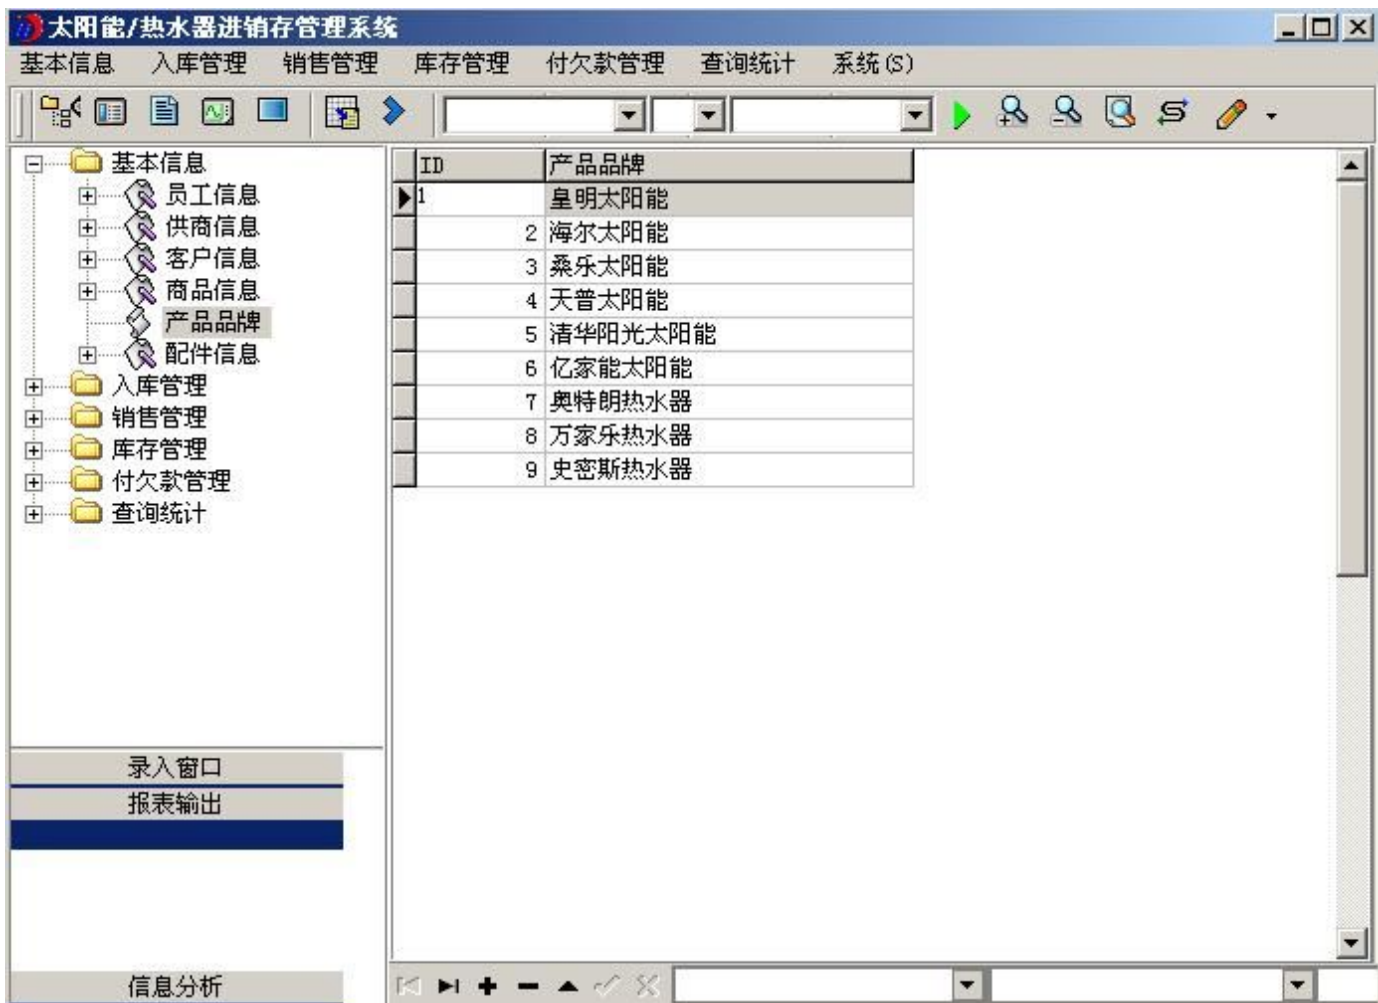 太阳能/热水器进销存管理系统
基本信息 入库管理 销售管理 库存管理 付欠款管理 查询统计 系统(S)
基本信息
员工信息
供商信息
客户信息
商品信息
产品品牌
配件信息
入库管理
销售管理
库存管理
付欠款管理
查询统计
录入窗口
报表输出
信息分析
ID 产品品牌
1 皇明太阳能
2 海尔太阳能
3 桑乐太阳能
4 天普太阳能
5 清华阳光太阳能
6 亿家能太阳能
7 奥特朗热水器
8 万家乐热水器
9 史密斯热水器